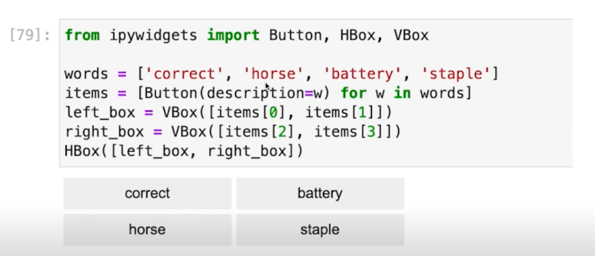 [79]: from ipywidgets import Button, HBox, VBox
words = ['correct', 'horse', 'battery', 'staple']
items = [Button(description=w) for w in words]
left_box = VBox([items[0], items[1]])
right_box = VBox([items[2], items[3]])
HBox([left_box, right_box])
correct battery
horse staple